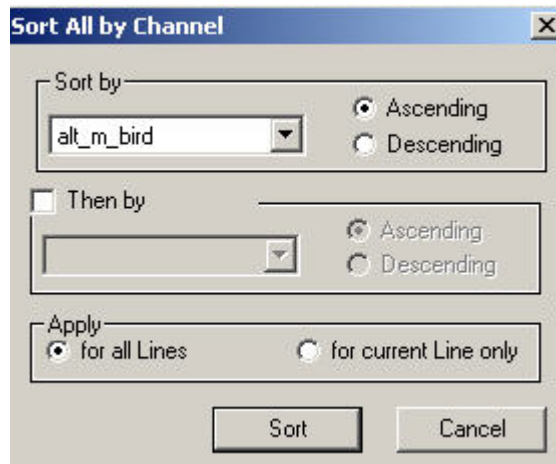 Sort All by Channel
Sort by
alt_m_bird
Ascending
Descending
Then by
Ascending
Descending
Apply
for all Lines for current Line only
Sort Cancel